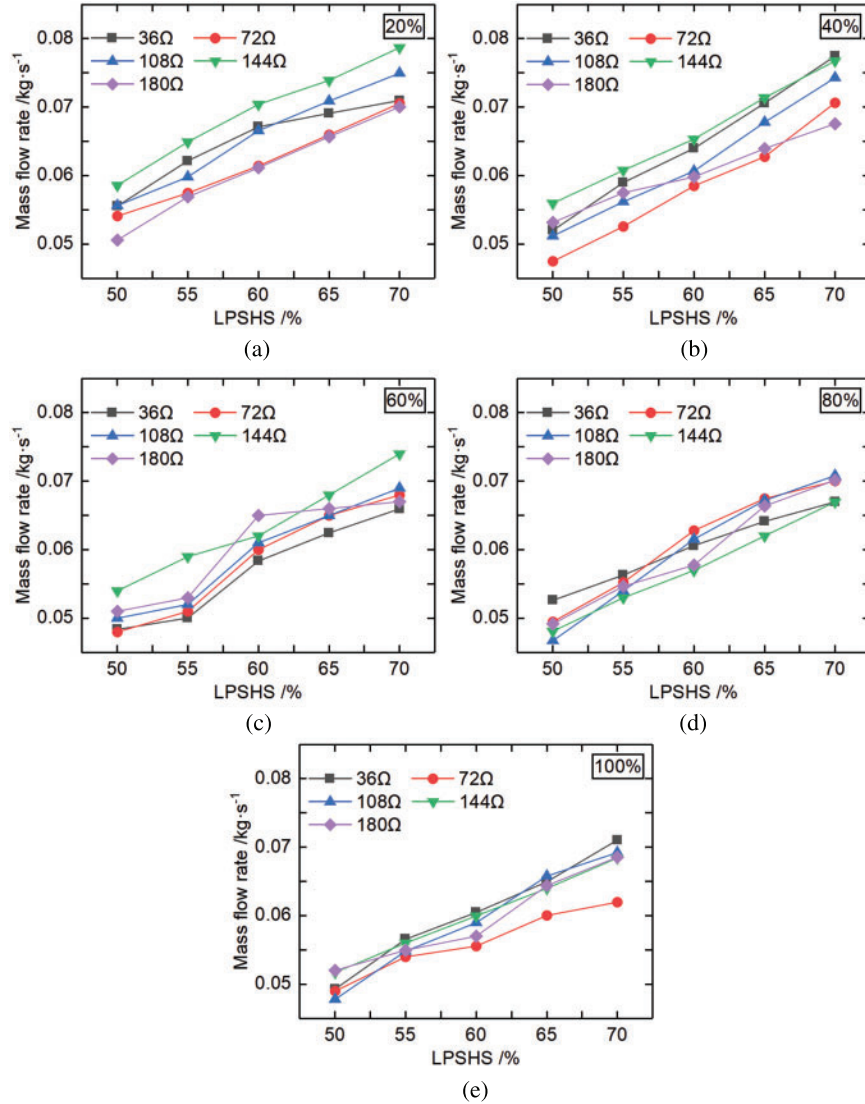 20%
36Ω 72Ω
108Ω 144Ω
180Ω
Mass flow rate /kg·s⁻¹
0.08
0.07
0.06
0.05
50 55 60 65 70
LPSHS /%
(a)
40%
36Ω 72Ω
108Ω 144Ω
180Ω
Mass flow rate /kg·s⁻¹
0.08
0.07
0.06
0.05
50 55 60 65 70
LPSHS /%
(b)
60%
36Ω 72Ω
108Ω 144Ω
180Ω
Mass flow rate /kg·s⁻¹
0.08
0.07
0.06
0.05
50 55 60 65 70
LPSHS /%
(c)
80%
36Ω 72Ω
108Ω 144Ω
180Ω
Mass flow rate /kg·s⁻¹
0.08
0.07
0.06
0.05
50 55 60 65 70
LPSHS /%
(d)
100%
36Ω 72Ω
108Ω 144Ω
180Ω
Mass flow rate /kg·s⁻¹
0.08
0.07
0.06
0.05
50 55 60 65 70
LPSHS /%
(e)